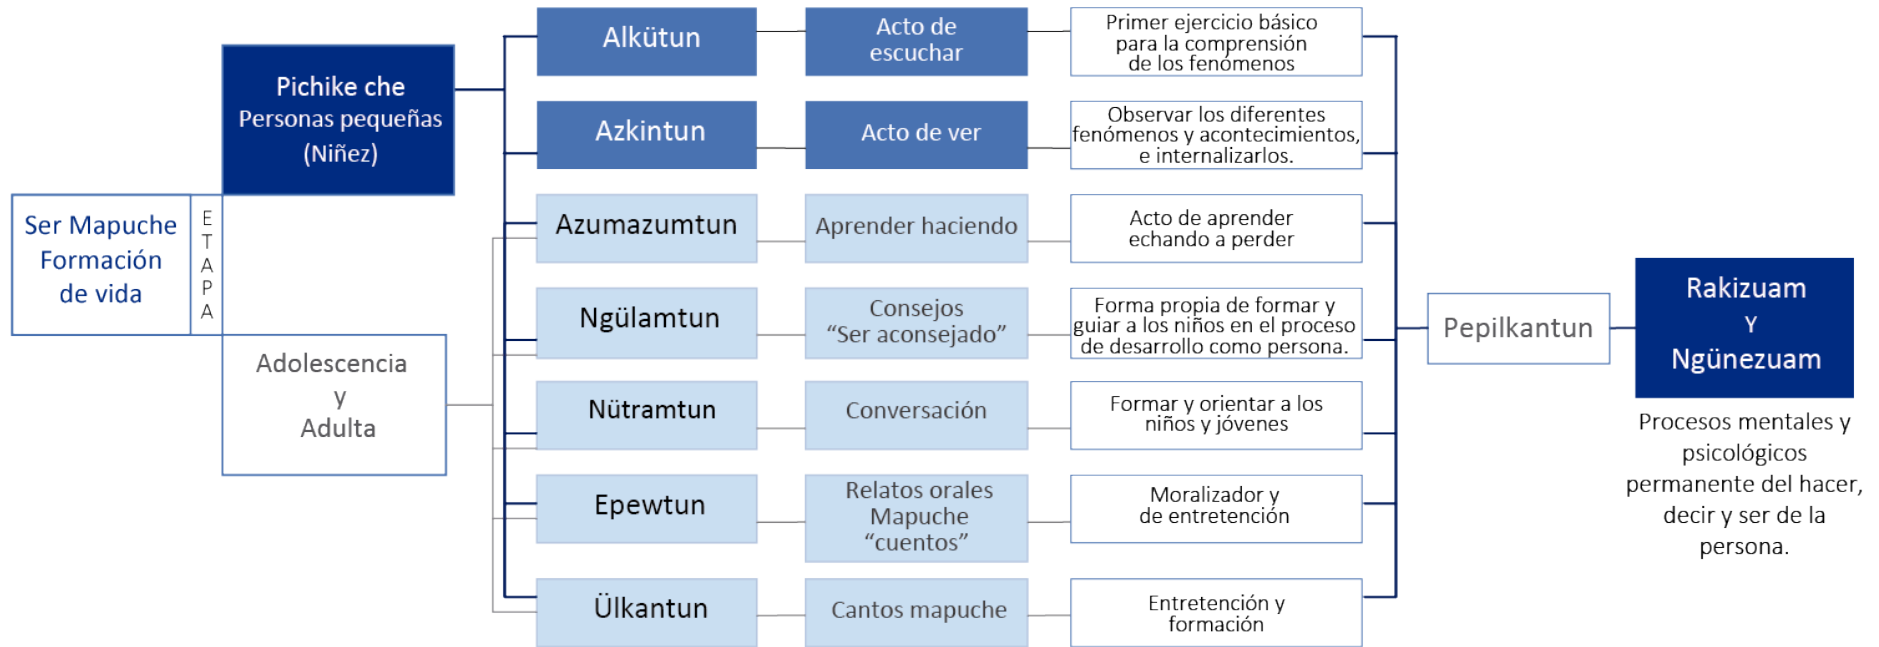 Ser Mapuche
Formación
de vida
ETAPA
Pichike che
Personas pequeñas
(Niñez)
Adolescencia
y
Adulta
Alkütun
Acto de
escuchar
Primer ejercicio básico
para la comprensión
de los fenómenos
Azkintun
Acto de ver
Observar los diferentes
fenómenos y acontecimientos,
e internalizarlos.
Azumazumtun
Aprender haciendo
Acto de aprender
echando a perder
Ngülamtun
Consejos
“Ser aconsejado”
Forma propia de formar y
guiar a los niños en el proceso
de desarrollo como persona.
Nütramtun
Conversación
Formar y orientar a los
niños y jóvenes
Epewtun
Relatos orales
Mapuche
“cuentos”
Moralizador y
de entretención
Ülkantun
Cantos mapuche
Entretención y
formación
Pepilkantun
Rakizuam
Y
Ngünezuam
Procesos mentales y
psicológicos
permanente del hacer,
decir y ser de la
persona.